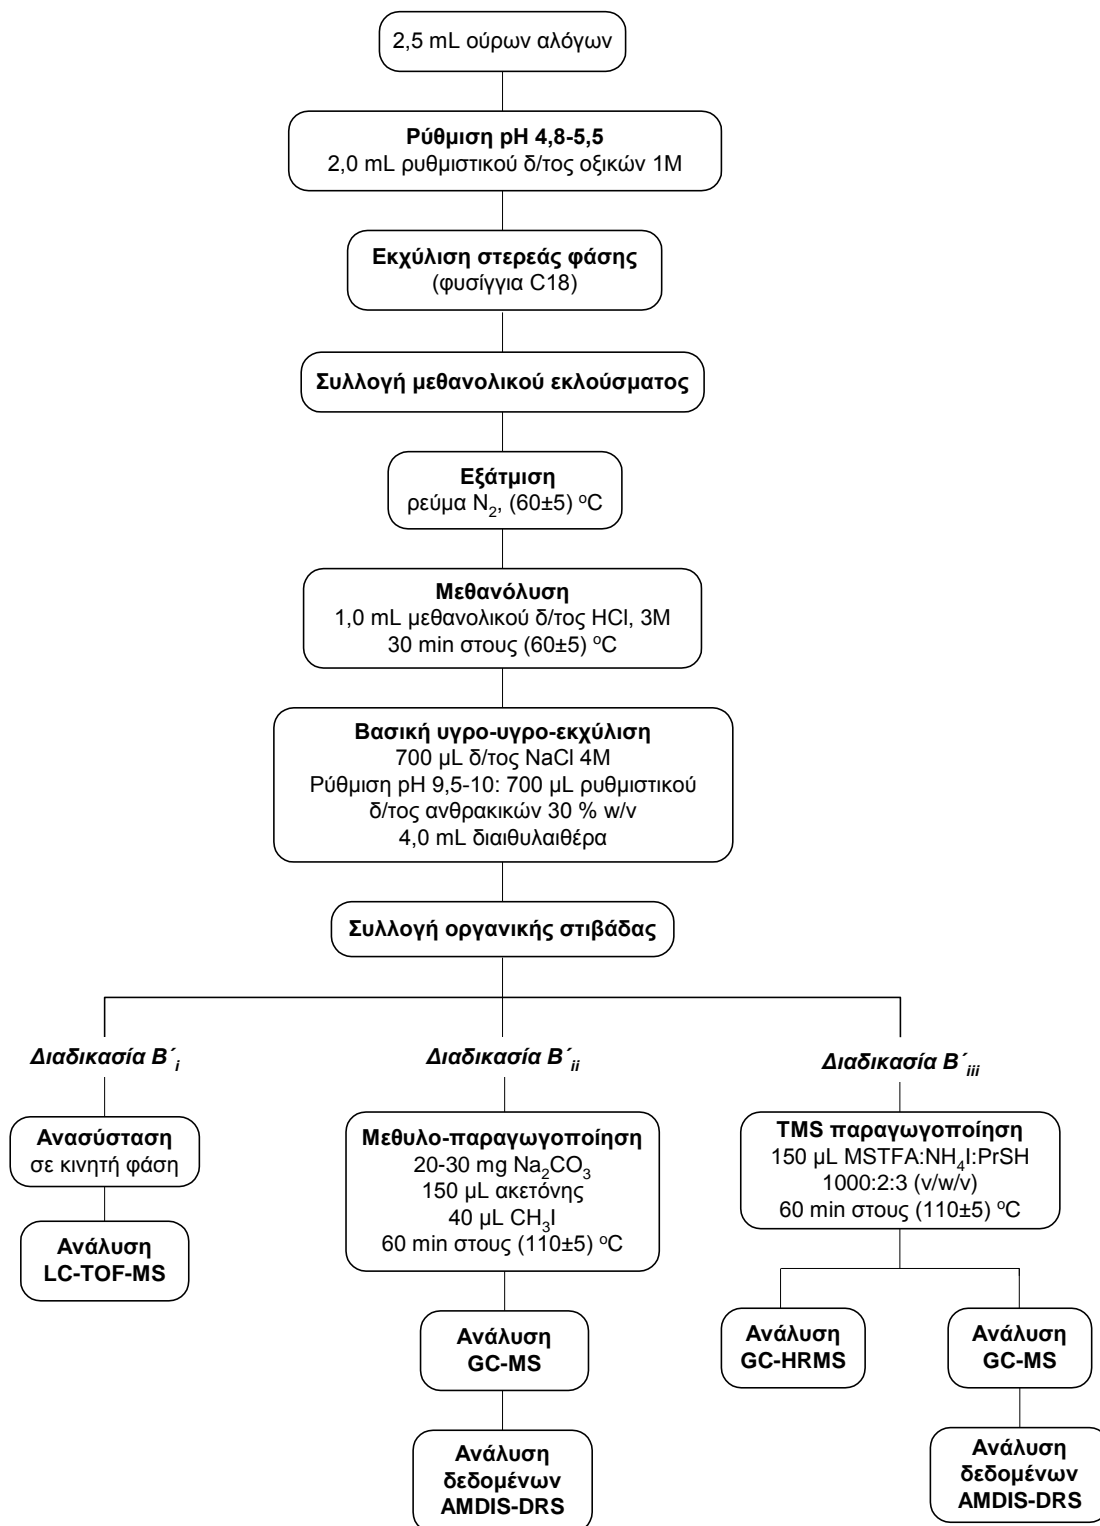 2,5 mL ούρων αλόγων
Ρύθμιση pH 4,8-5,5
2,0 mL ρυθμιστικού δ/τος οξικών 1M
Εκχύλιση στερεάς φάσης
(φυσίγγια C18)
Συλλογή μεθανολικού εκλούσματος
Εξάτμιση
ρεύμα N₂, (60±5) ºC
Μεθανόλυση
1,0 mL μεθανολικού δ/τος HCl, 3M
30 min στους (60±5) ºC
Βασική υγρο-υγρο-εκχύλιση
700 μL δ/τος NaCl 4M
Ρύθμιση pH 9,5-10: 700 μL ρυθμιστικού
δ/τος ανθρακικών 30 % w/v
4,0 mL διαιθυλαιθέρα
Συλλογή οργανικής στιβάδας
Διαδικασία Β΄i
Ανασύσταση
σε κινητή φάση
Ανάλυση
LC-TOF-MS
Διαδικασία Β΄ii
Μεθυλο-παραγωγοποίηση
20-30 mg Na₂CO₃
150 μL ακετόνης
40 μL CH₃I
60 min στους (110±5) ºC
Ανάλυση
GC-MS
Ανάλυση
δεδομένων
AMDIS-DRS
Διαδικασία Β΄iii
TMS παραγωγοποίηση
150 μL MSTFA:NH₄I:PrSH
1000:2:3 (v/w/v)
60 min στους (110±5) ºC
Ανάλυση
GC-HRMS
Ανάλυση
GC-MS
Ανάλυση
δεδομένων
AMDIS-DRS